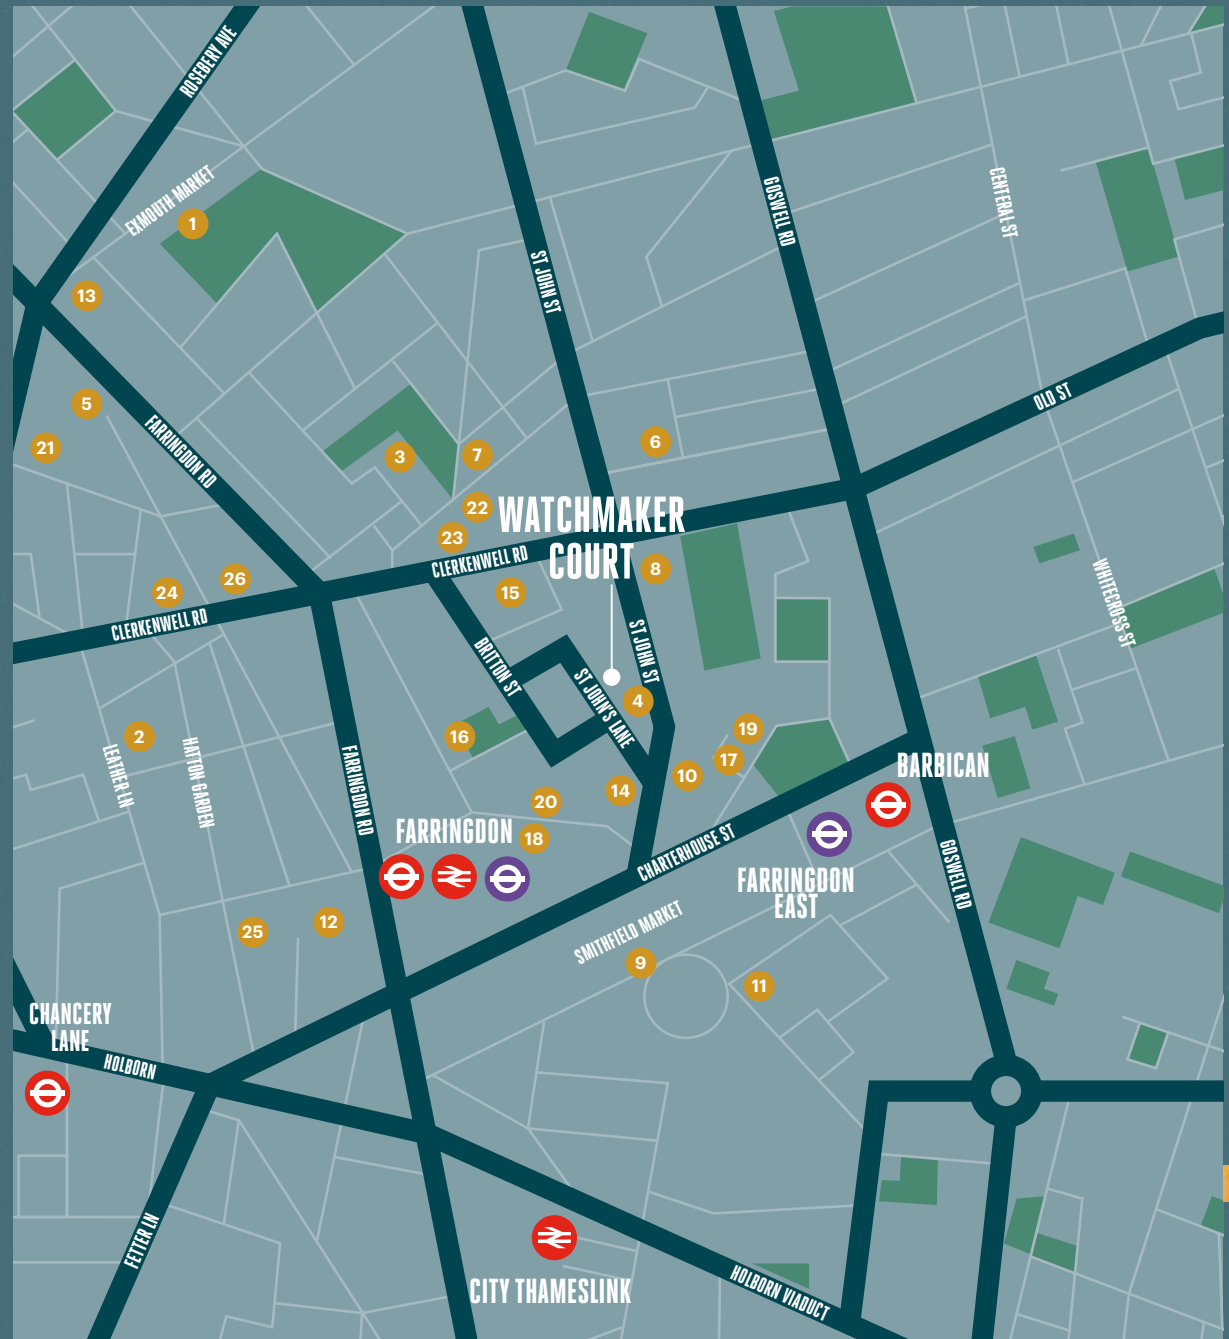 ROSEBERY AVE
EXMOUTH MARKET
1
GOSWELL RD
CENTERAL ST
13
ST JOHN ST
5
21
FARRINGDON RD
OLD ST
6
3
7
22
WATCHMAKER
COURT
23
CLERKENWELL RD
8
15
26
24
CLERKENWELL RD
WHITECROSS ST
BRITTON ST
ST JOHN ST
ST JOHN'S LANE
4
16
2
LEATHER LN
HATTON GARDEN
FARRINGDON RD
19
17
10
14
20
18
BARBICAN
FARRINGDON
CHARTERHOUSE ST
FARRINGDON
EAST
GOSWELL RD
12
25
SMITHFIELD MARKET
9
11
CHANCERY
LANE
HOLBORN
FETTER LN
CITY THAMESLINK
HOLBORN VIADUCT